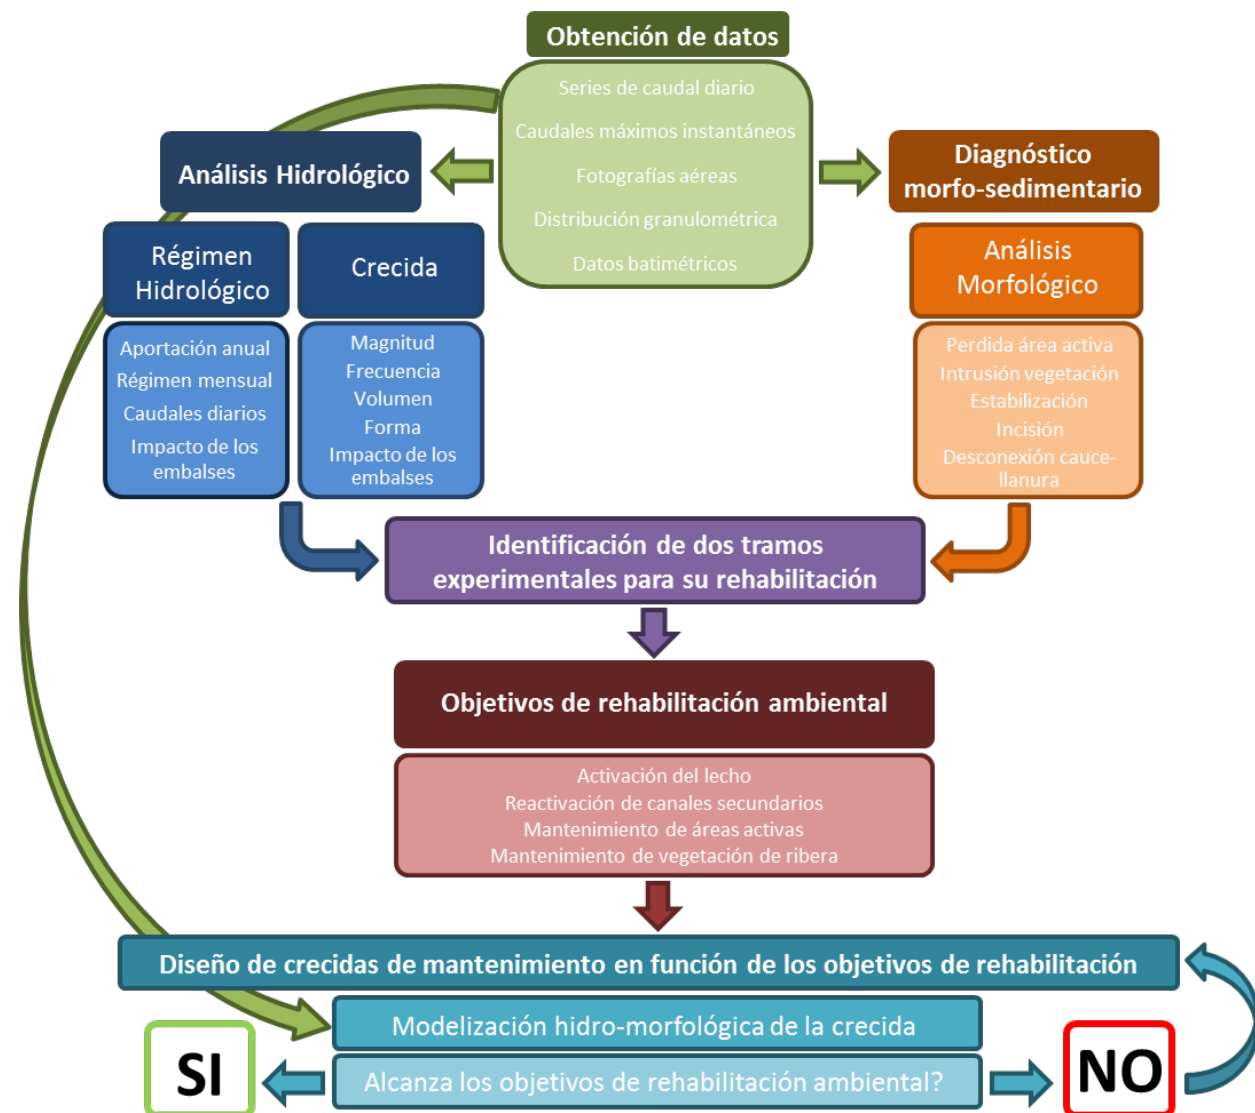 Obtención de datos
Series de caudal diario
Caudales máximos instantáneos
Fotografías aéreas
Distribución granulométrica
Datos batimétricos
Análisis Hidrológico
Régimen
Hidrológico
Aportación anual
Régimen mensual
Caudales diarios
Impacto de los
embalses
Crecida
Magnitud
Frecuencia
Volumen
Forma
Impacto de los
embalses
Diagnóstico
morfo-sedimentario
Análisis
Morfológico
Perdida área activa
Intrusión vegetación
Estabilización
Incisión
Desconexión cauce-
llanura
Identificación de dos tramos
experimentales para su rehabilitación
Objetivos de rehabilitación ambiental
Activación del lecho
Reactivación de canales secundarios
Mantenimiento de áreas activas
Mantenimiento de vegetación de ribera
Diseño de crecidas de mantenimiento en función de los objetivos de rehabilitación
Modelización hidro-morfológica de la crecida
Alcanza los objetivos de rehabilitación ambiental?
SI
NO